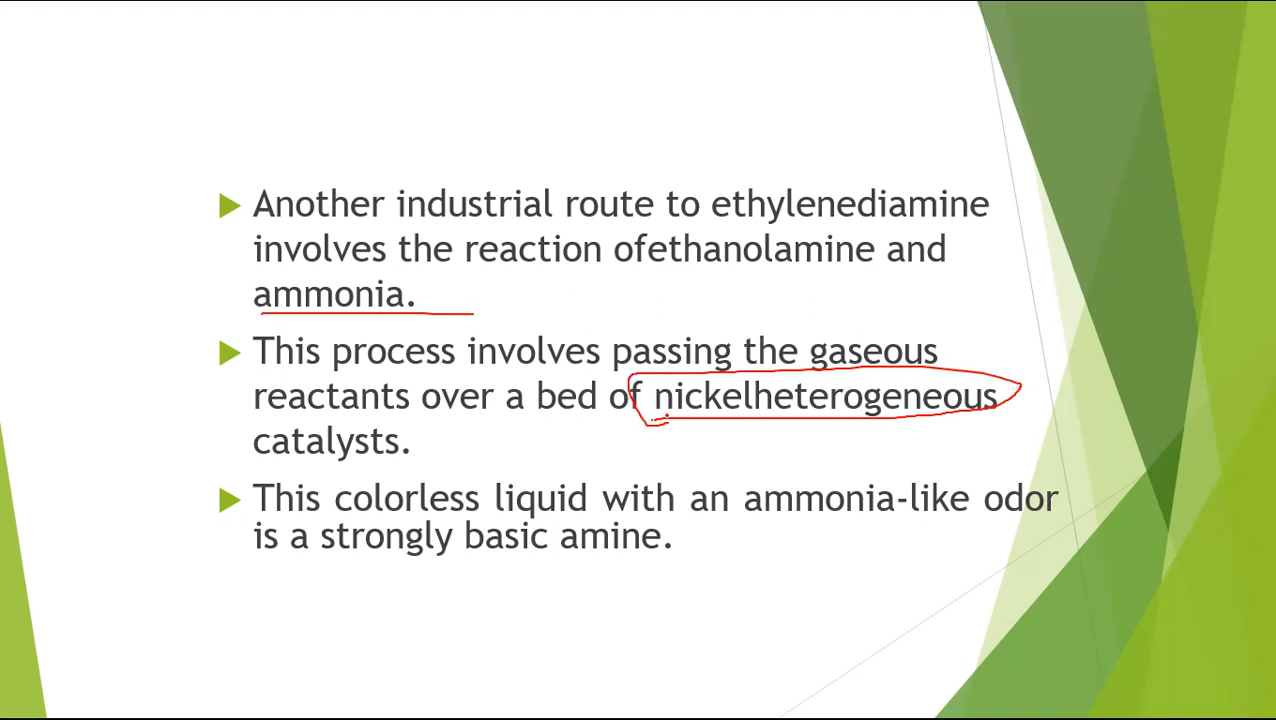 Another industrial route to ethylenediamine
involves the reaction ofethanolamine and
ammonia.
This process involves passing the gaseous
reactants over a bed of nickelheterogeneous
catalysts.
This colorless liquid with an ammonia-like odor
is a strongly basic amine.